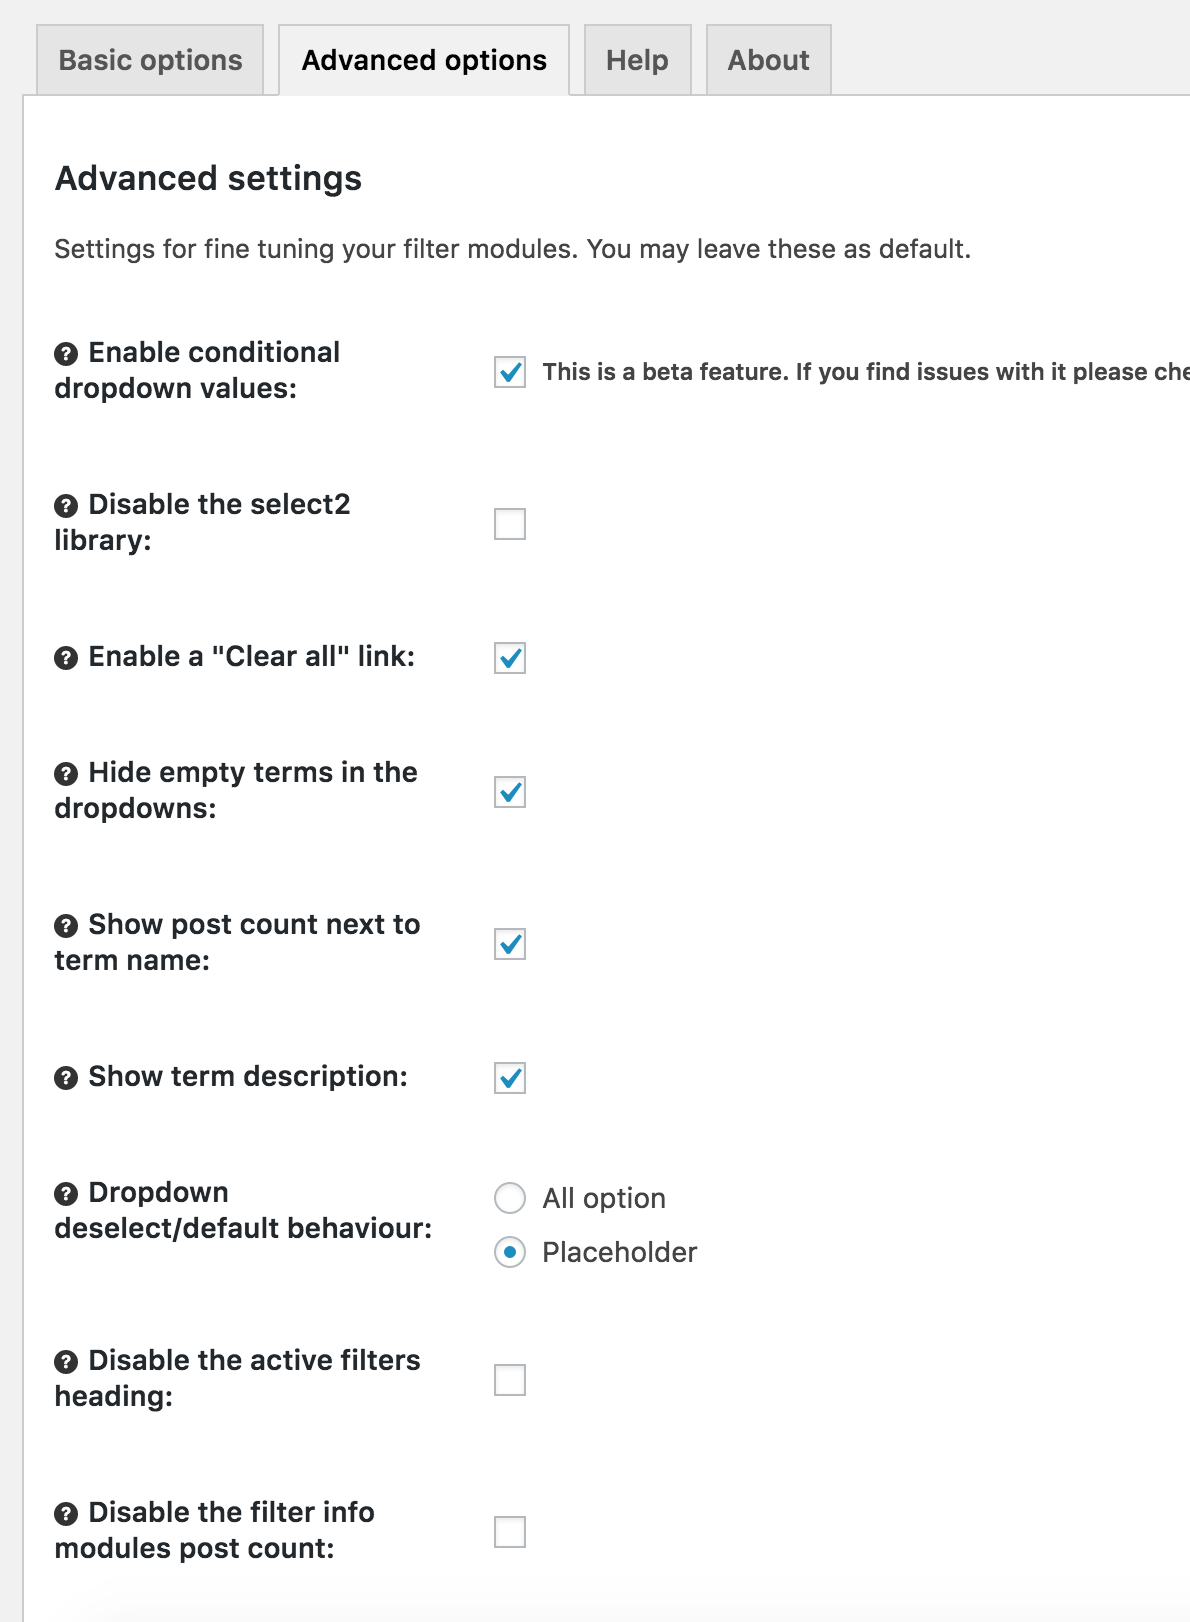 Basic options Advanced options Help About
Advanced settings
Settings for fine tuning your filter modules. You may leave these as default.
Enable conditional
dropdown values:
This is a beta feature. If you find issues with it please
Disable the select2
library:
Enable a "Clear all" link:
Hide empty terms in the
dropdowns:
Show post count next to
term name:
Show term description:
Dropdown
deselect/default behaviour:
All option
Placeholder
Disable the active filters
heading:
Disable the filter info
modules post count: